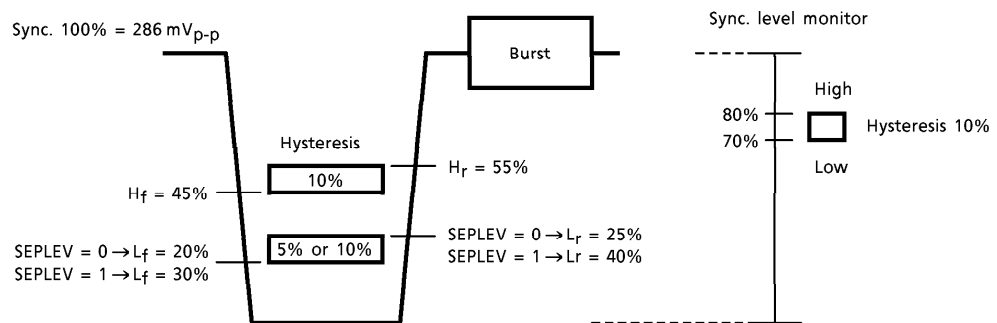 Sync. 100% = 286 mVp-p
Burst
Sync. level monitor
High
80%
70%
Hysteresis 10%
Low
Hysteresis
10%
Hr = 55%
Hf = 45%
5% or 10%
SEPLEV = 0→Lf = 20%
SEPLEV = 1→Lf = 30%
SEPLEV = 0→Lr = 25%
SEPLEV = 1→Lr = 40%